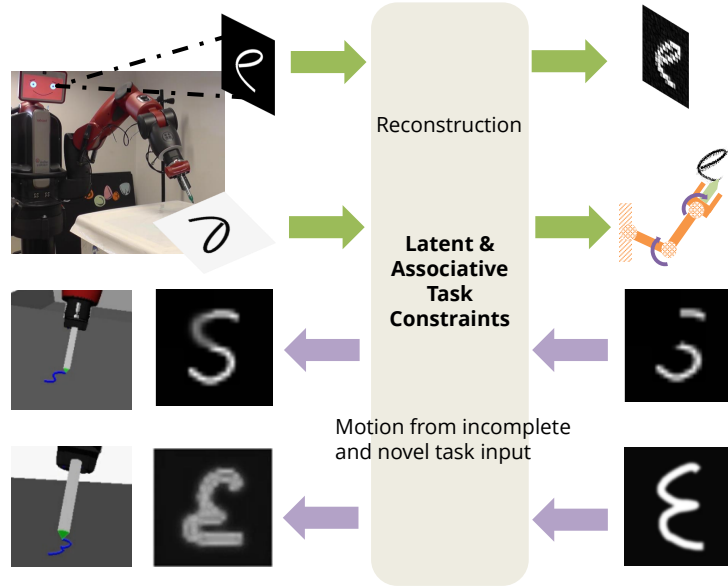 Reconstruction
Latent &
Associative
Task
Constraints
Motion from incomplete
and novel task input